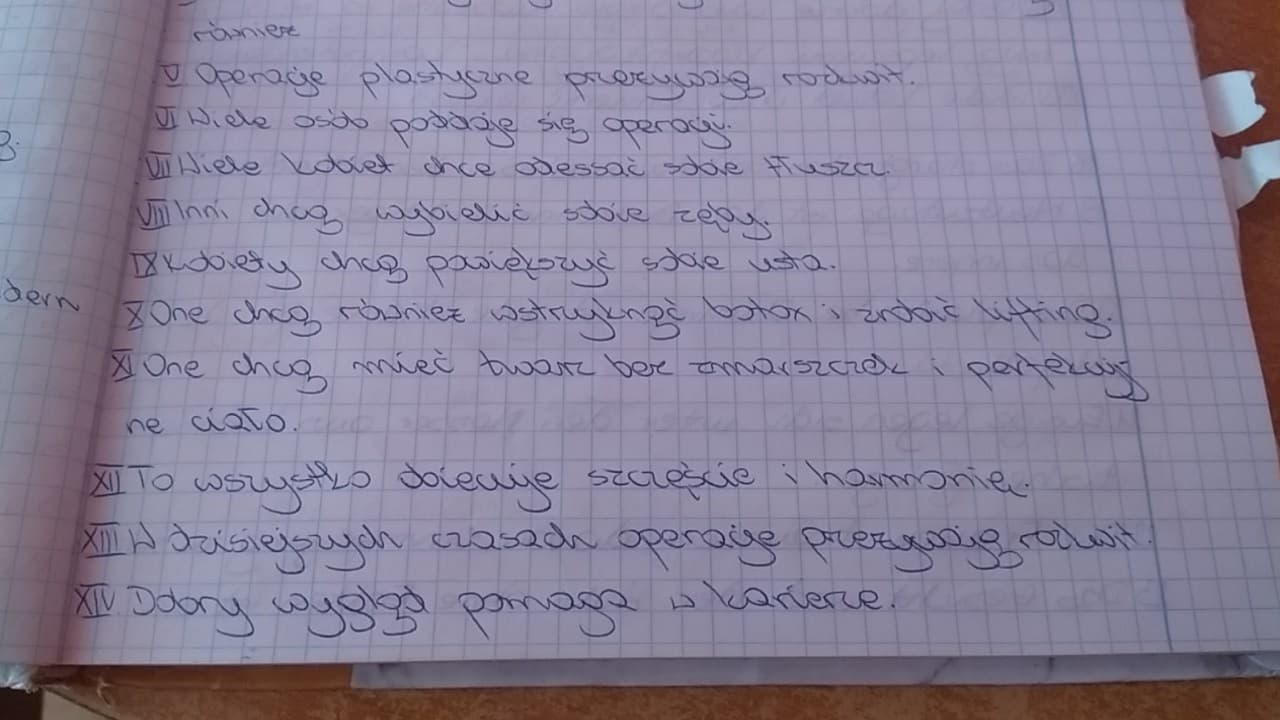 również
V Operacje plastyczne przeżywają rozkwit.
VI Wiele osób poddaje się operacji.
VII Wiele kobiet chce odessać sobie tłuszcz.
VIII Inni chcą wybielić sobie zęby.
IX Kobiety chcą powiększyć sobie usta.
dern
X One chcą również wstrzyknąć botox i zrobić lifting.
XI One chcą mieć twarz bez zmarszczek i perfekcyj
ne ciało.
XII To wszystko obiecuje szczęście i harmonię.
XIII W dzisiejszych czasach operacje przeżywają rozkwit.
XIV Dobry wygląd pomaga w karierze.